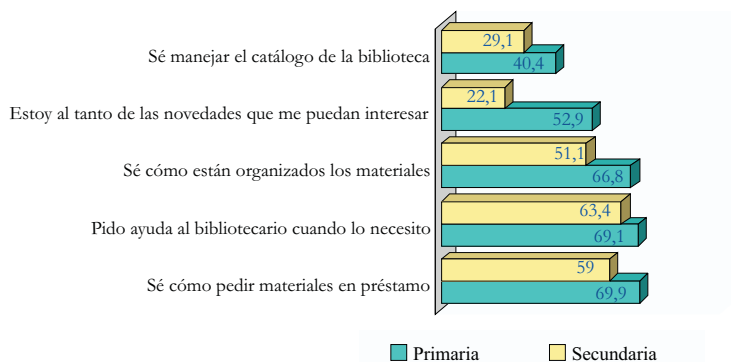 Sé manejar el catálogo de la biblioteca
29,1
40,4
Estoy al tanto de las novedades que me puedan interesar
22,1
52,9
Sé cómo están organizados los materiales
51,1
66,8
Pido ayuda al bibliotecario cuando lo necesito
63,4
69,1
Sé cómo pedir materiales en préstamo
59
69,9
Primaria Secundaria